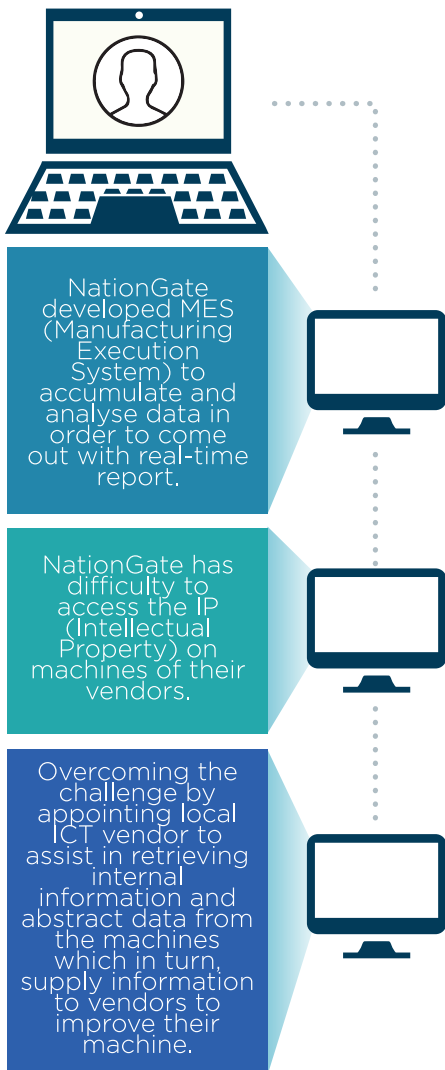 NationGate
developed MES
(Manufacturing
Execution
System) to
accumulate and
analyse data in
order to come
out with real-time
report.
NationGate has
difficulty to
access the IP
(Intellectual
Property) on
machines of their
vendors.
Overcoming the
challenge by
appointing local
ICT vendor to
assist in retrieving
internal
information and
abstract data from
the machines
which in turn,
supply information
to vendors to
improve their
machine.